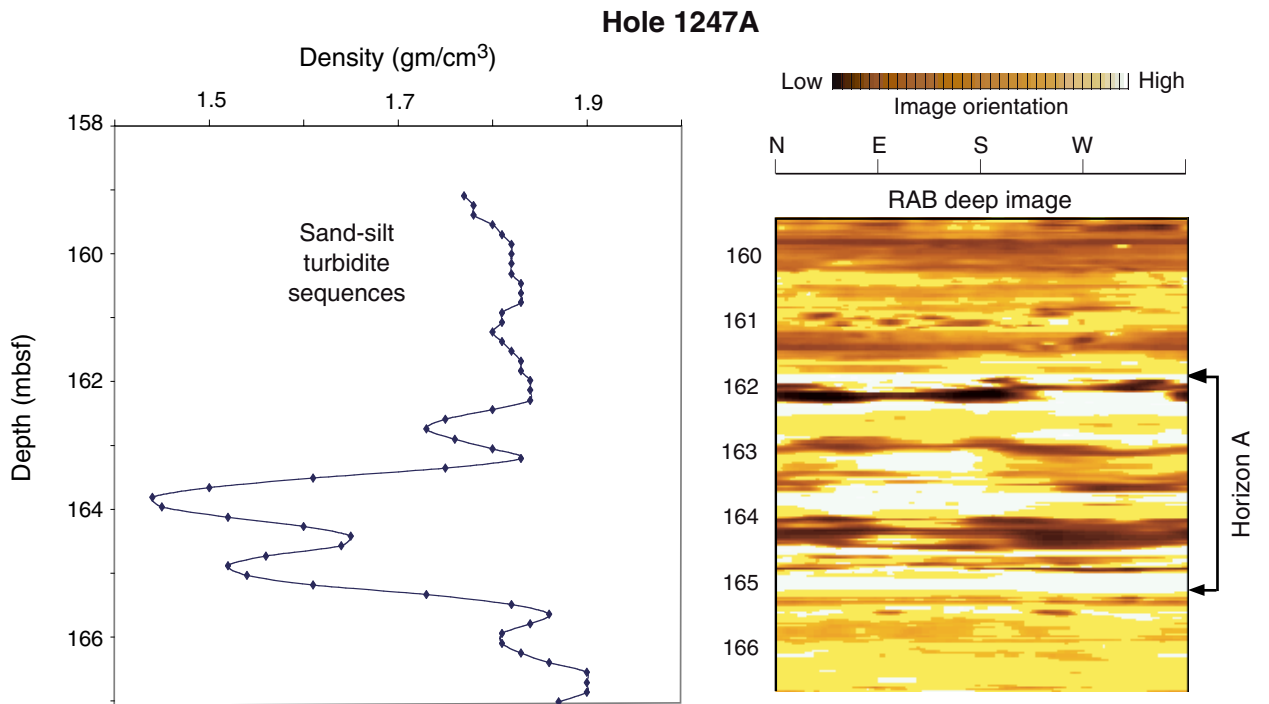 Hole 1247A
Density (gm/cm3)
1.5
1.7
1.9
158
160
162
164
166
Depth (mbsf)
Sand-silt
turbidite
sequences
Low
High
Image orientation
N
E
S
W
RAB deep image
160
161
162
163
164
165
166
Horizon A